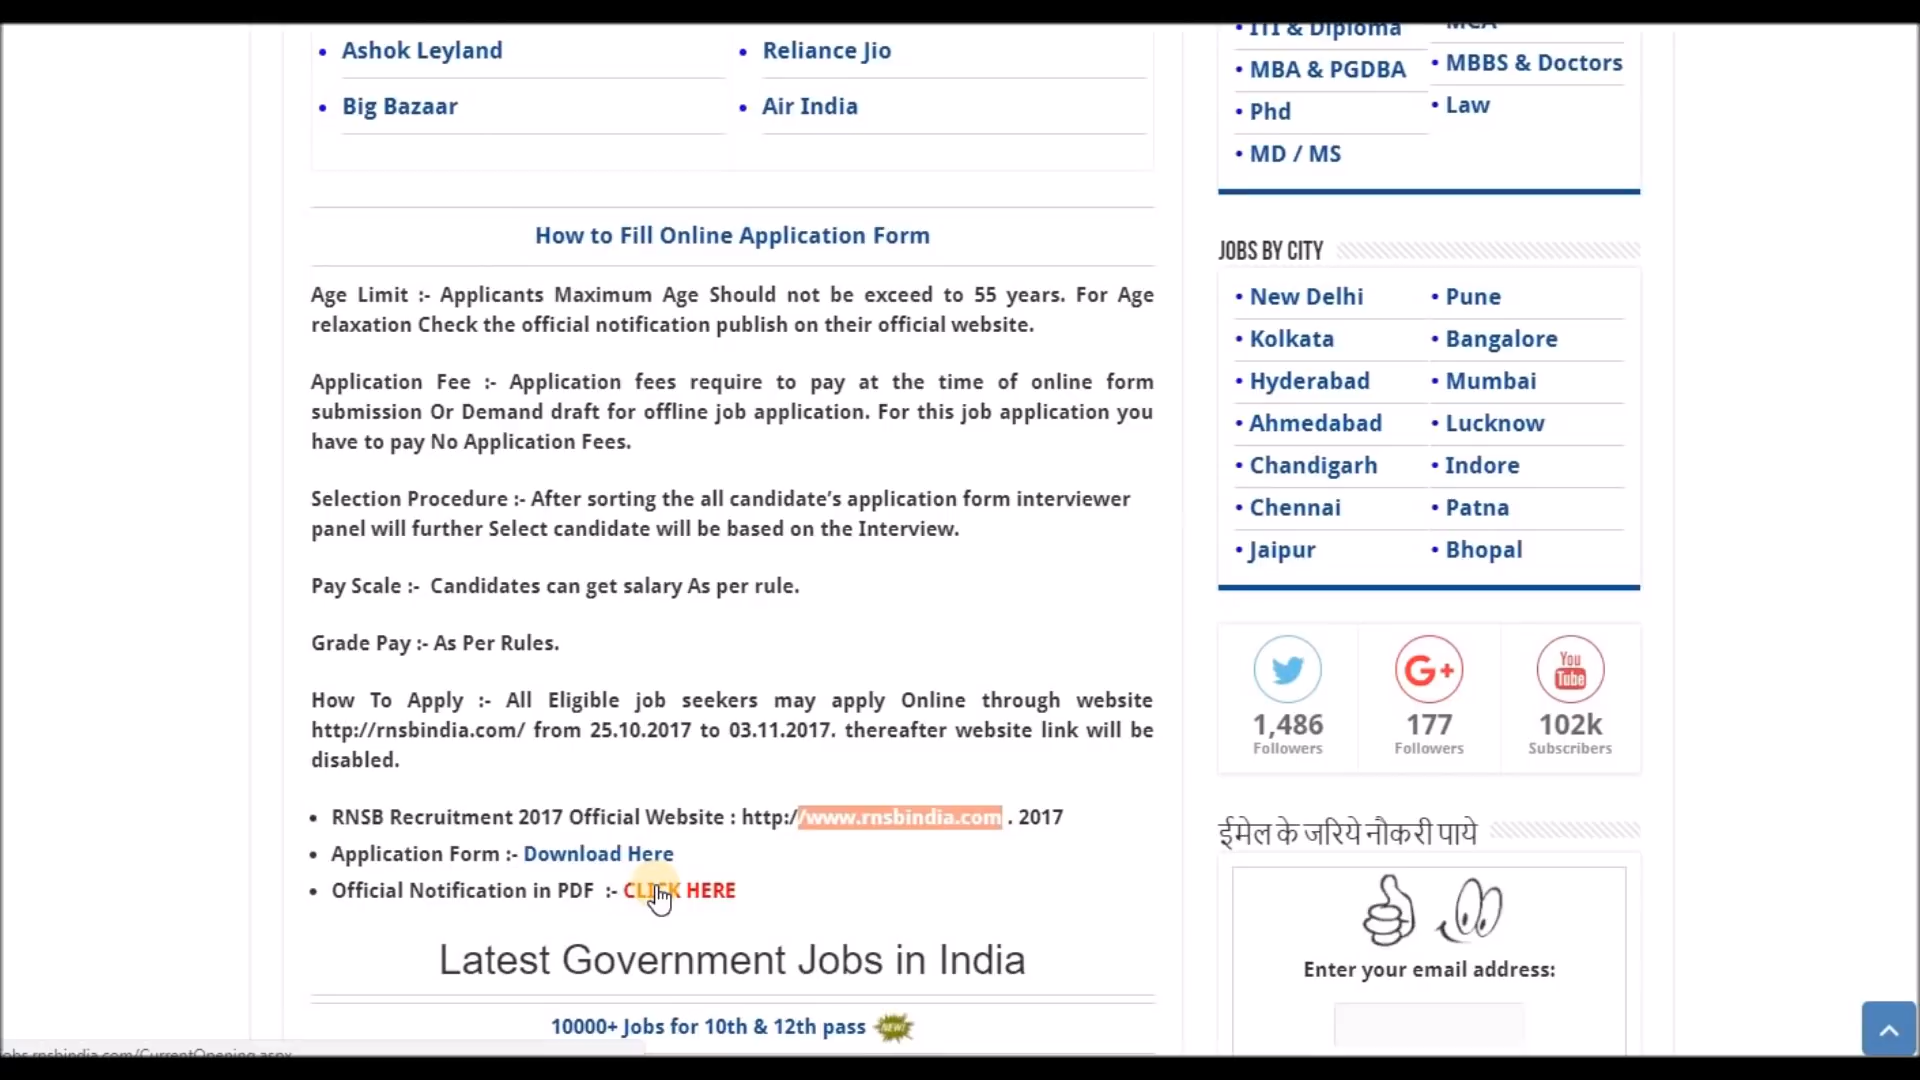 Ashok Leyland
Reliance Jio
Big Bazaar
Air India
How to Fill Online Application Form
Age Limit :- Applicants Maximum Age Should not be exceed to 55 years. For Age
relaxation Check the official notification publish on their official website.
Application Fee :- Application fees require to pay at the time of online form
submission Or Demand draft for offline job application. For this job application you
have to pay No Application Fees.
Selection Procedure :- After sorting the all candidate’s application form interviewer
panel will further Select candidate will be based on the Interview.
Pay Scale :- Candidates can get salary As per rule.
Grade Pay :- As Per Rules.
How To Apply :- All Eligible job seekers may apply Online through website
http://rnsbindia.com/ from 25.10.2017 to 03.11.2017. thereafter website link will be
disabled.
RNSB Recruitment 2017 Official Website : http://www.rnsbindia.com . 2017
Application Form :- Download Here
Official Notification in PDF :- CLICK HERE
Latest Government Jobs in India
10000+ Jobs for 10th & 12th pass NEW!
jobs.rnsbindia.com/CurrentOpening.aspx
ITI & Diploma
MCA
MBA & PGDBA
MBBS & Doctors
Phd
Law
MD / MS
JOBS BY CITY
New Delhi
Pune
Kolkata
Bangalore
Hyderabad
Mumbai
Ahmedabad
Lucknow
Chandigarh
Indore
Chennai
Patna
Jaipur
Bhopal
G+
You
Tube
1,486
177
102k
Followers
Followers
Subscribers
ईमेल के जरिये नौकरी पाये
Enter your email address: